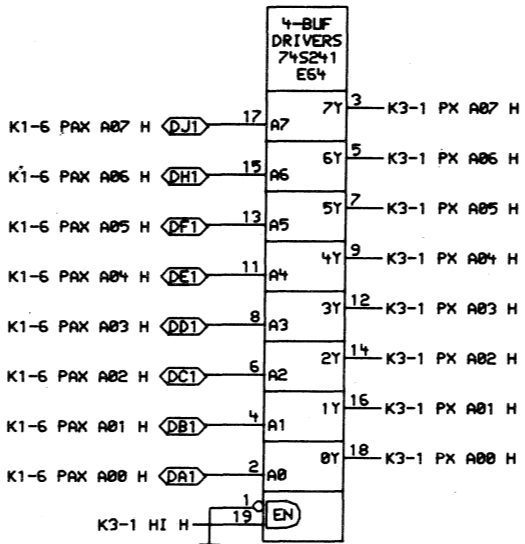 4-BUF
DRIVERS
74S241
E64
K1-6 PAX A07 H DJ1 17 A7 7Y 3 K3-1 PX A07 H
K1-6 PAX A06 H DH1 15 A6 6Y 5 K3-1 PX A06 H
K1-6 PAX A05 H DF1 13 A5 5Y 7 K3-1 PX A05 H
K1-6 PAX A04 H DE1 11 A4 4Y 9 K3-1 PX A04 H
K1-6 PAX A03 H DD1 8 A3 3Y 12 K3-1 PX A03 H
K1-6 PAX A02 H DC1 6 A2 2Y 14 K3-1 PX A02 H
K1-6 PAX A01 H DB1 4 A1 1Y 16 K3-1 PX A01 H
K1-6 PAX A00 H DA1 2 A0 0Y 18 K3-1 PX A00 H
1
K3-1 HI H 19 EN